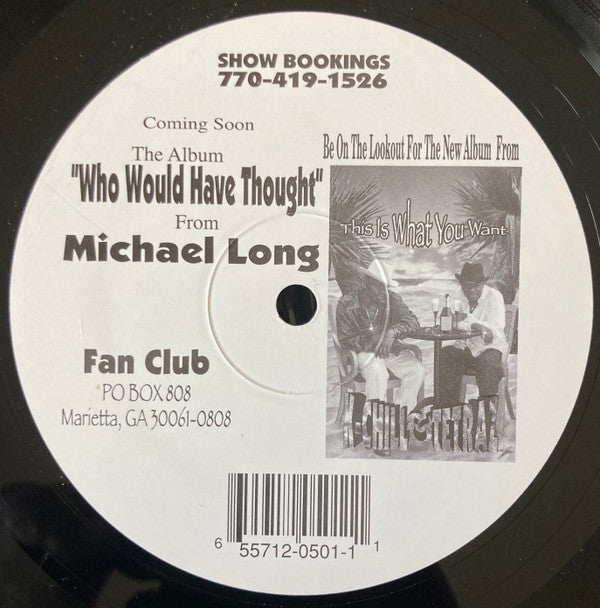 SHOW BOOKINGS
770-419-1526
Coming Soon
The Album
"Who Would Have Thought"
From
Michael Long
Be On The Lookout For The New Album From
This Is What You Want
Fan Club
PO BOX 808
Marietta, GA 30061-0808
6 55712-0501-1 1